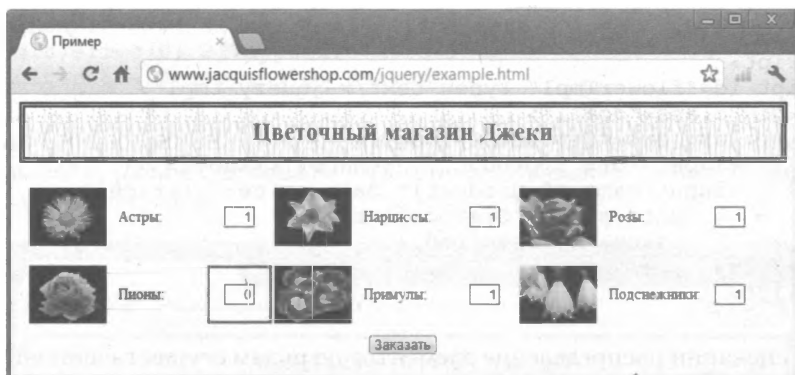 Пример
www.jacquisflowershop.com/jquery/example.html
Цветочный магазин Джеки
Астры: 1 Нарциссы: 1 Розы: 1
Пионы: 0 Примулы: 1 Подснежники: 1
Заказать